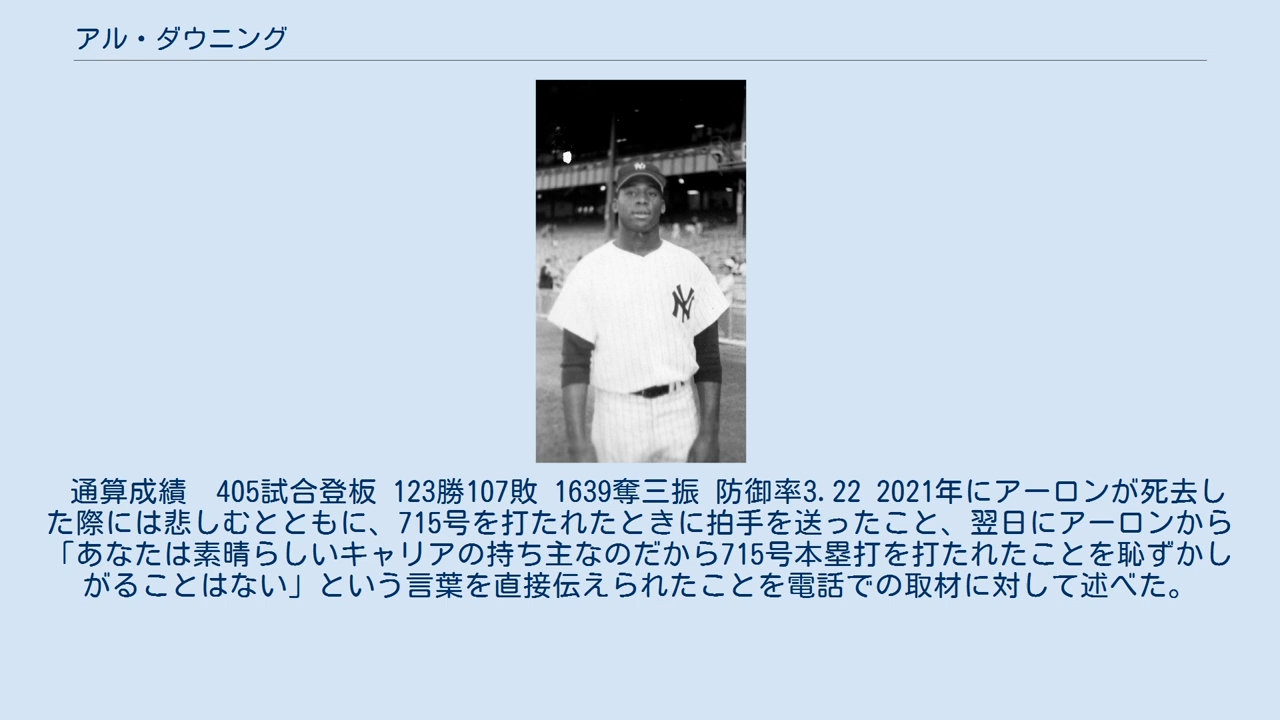 アル・ダウニング
NY
NY
通算成績　405試合登板 123勝107敗 1639奪三振 防御率3.22 2021年にアーロンが死去し
た際には悲しむとともに、715号を打たれたときに拍手を送ったこと、翌日にアーロンから
「あなたは素晴らしいキャリアの持ち主なのだから715号本塁打を打たれたことを恥ずかし
がることはない」という言葉を直接伝えられたことを電話での取材に対して述べた。